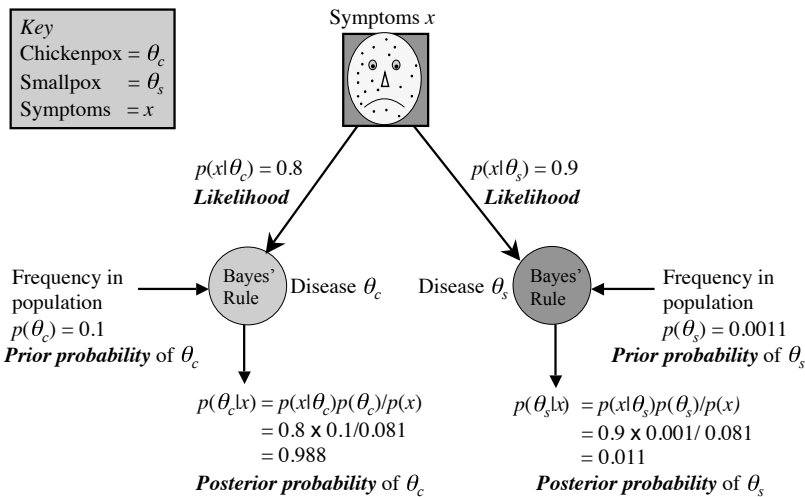 Key
Chickenpox = θc
Smallpox = θs
Symptoms = x
Symptoms x
p(x|θc) = 0.8
Likelihood
p(x|θs) = 0.9
Likelihood
Frequency in
population
p(θc) = 0.1
Prior probability of θc
Bayes’
Rule
Disease θc
Disease θs
Bayes’
Rule
Frequency in
population
p(θs) = 0.0011
Prior probability of θs
p(θc|x) = p(x|θc)p(θc)/p(x)
= 0.8 x 0.1/0.081
= 0.988
Posterior probability of θc
p(θs|x) = p(x|θs)p(θs)/p(x)
= 0.9 x 0.001/ 0.081
= 0.011
Posterior probability of θs